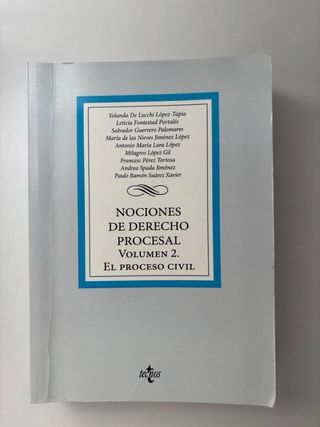 Yolanda De Lucchi López-Tapia
Leticia Fontestad Portalés
Salvador Guerrero Palomares
María de las Nieves Jiménez López
Antonio María Lara López
Milagros López Gil
Francesc Pérez Tortosa
Andrea Spada Jiménez
Paulo Ramón Suárez Xavier
NOCIONES
DE DERECHO
PROCESAL
VOLUMEN 2.
EL PROCESO CIVIL
tecnos